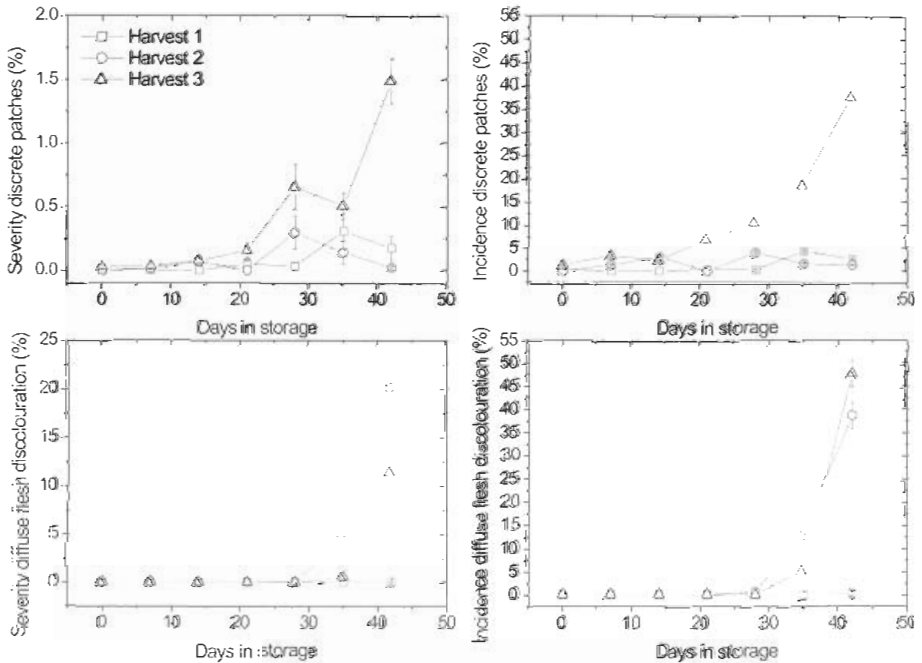 Severity discrete patches (%)
2.0
1.5
1.0
0.5
0.0
Harvest 1
Harvest 2
Harvest 3
0 10 20 30 40 50
Days in storage
Incidence discrete patches (%)
55
50
45
40
35
30
25
20
15
10
5
0
0 10 20 30 40 50
Days in
Severity diffuse flesh discolouration (%)
25
20
15
10
5
0
0 10 20 30 40 50
Days in
Incidence diffuse flesh discolouration (%)
55
50
45
40
35
30
25
20
15
10
5
0
0 10 20 30 40 50
Days in